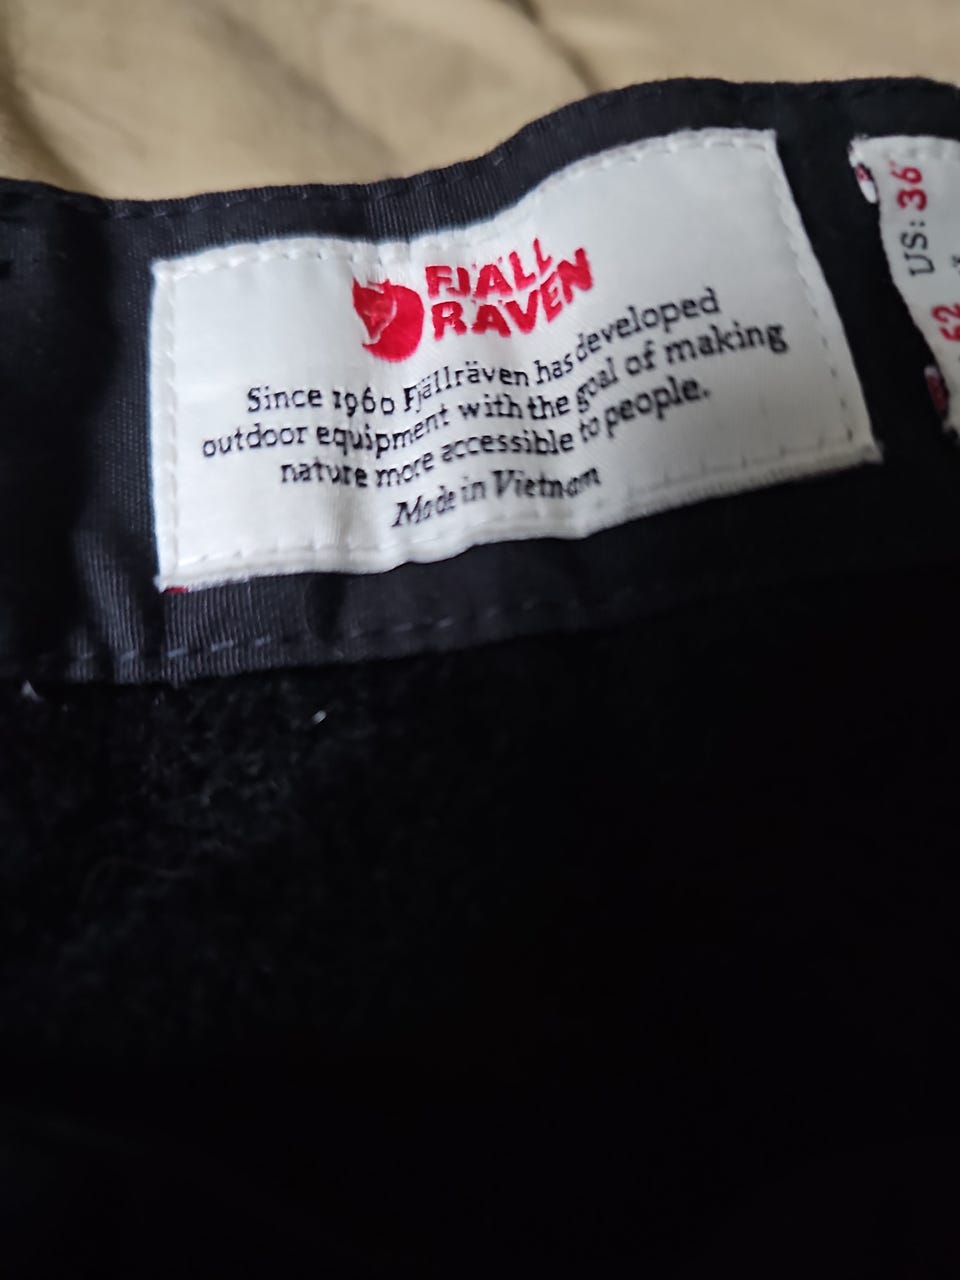 FJÄLL
RÄVEN
Since 1960 Fjällräven has developed
outdoor equipment with the goal of making
nature more accessible to people.
Made in Vietnam
US: 36
52